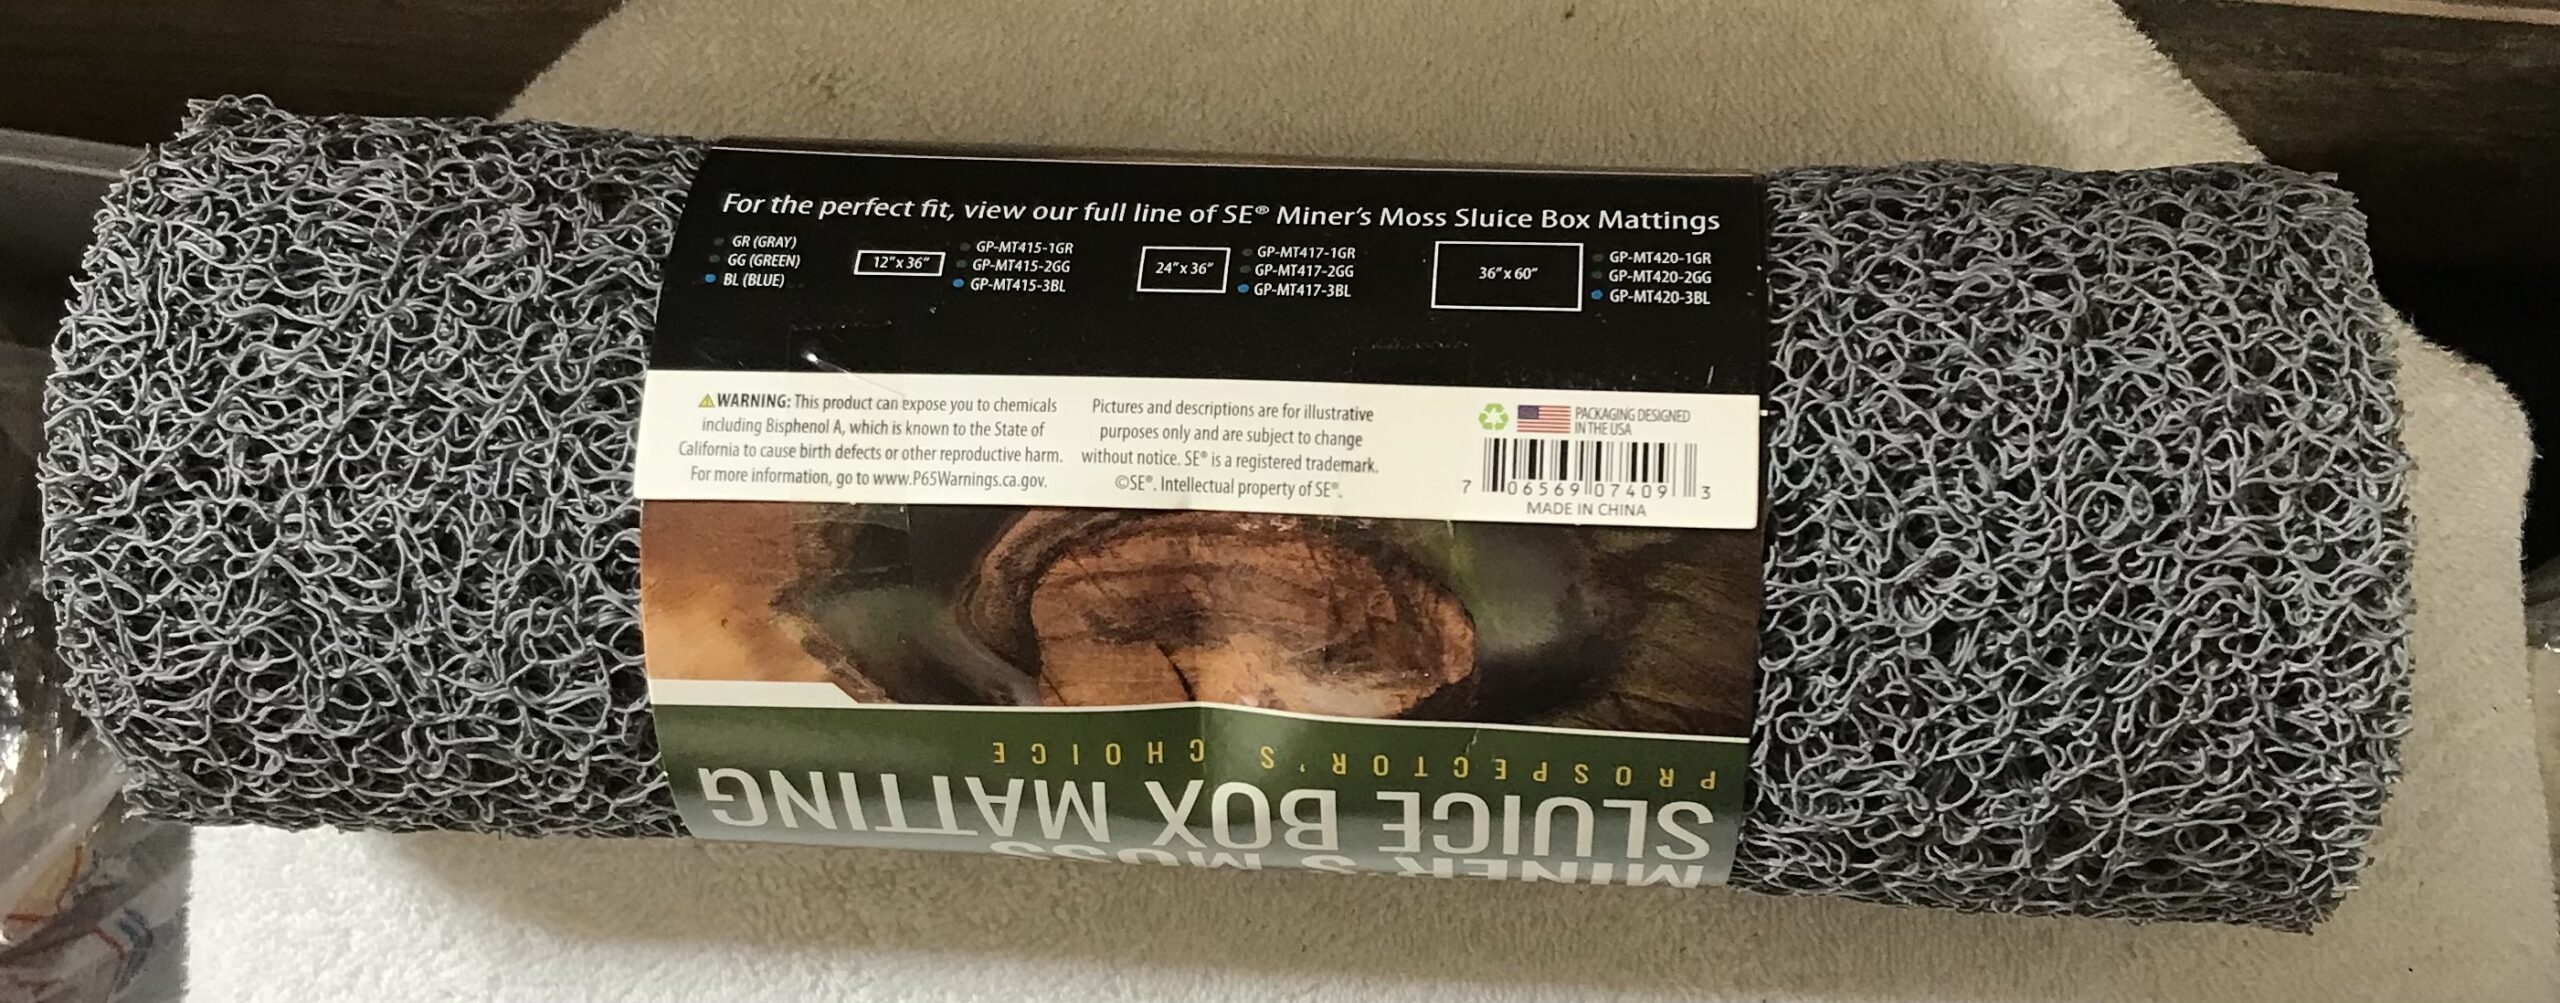 For the perfect fit, view our full line of SE® Miner's Moss Sluice Box Mattings
GR (GRAY)
GG (GREEN)
BL (BLUE)
12"x 36"
GP-MT415-1GR
GP-MT415-2GG
GP-MT415-3BL
24"x 36"
GP-MT417-1GR
GP-MT417-2GG
GP-MT417-3BL
36"x 60"
GP-MT420-1GR
GP-MT420-2GG
GP-MT420-3BL
⚠WARNING: This product can expose you to chemicals
including Bisphenol A, which is known to the State of
California to cause birth defects or other reproductive harm.
For more information, go to www.P65Warnings.ca.gov.
Pictures and descriptions are for illustrative
purposes only and are subject to change
without notice. SE® is a registered trademark.
©SE®. Intellectual property of SE®.
PACKAGING DESIGNED
IN THE USA
7 06569 07409 3
MADE IN CHINA
MINER'S MOSS
SLUICE BOX MATTING
PROSPECTOR'S CHOICE